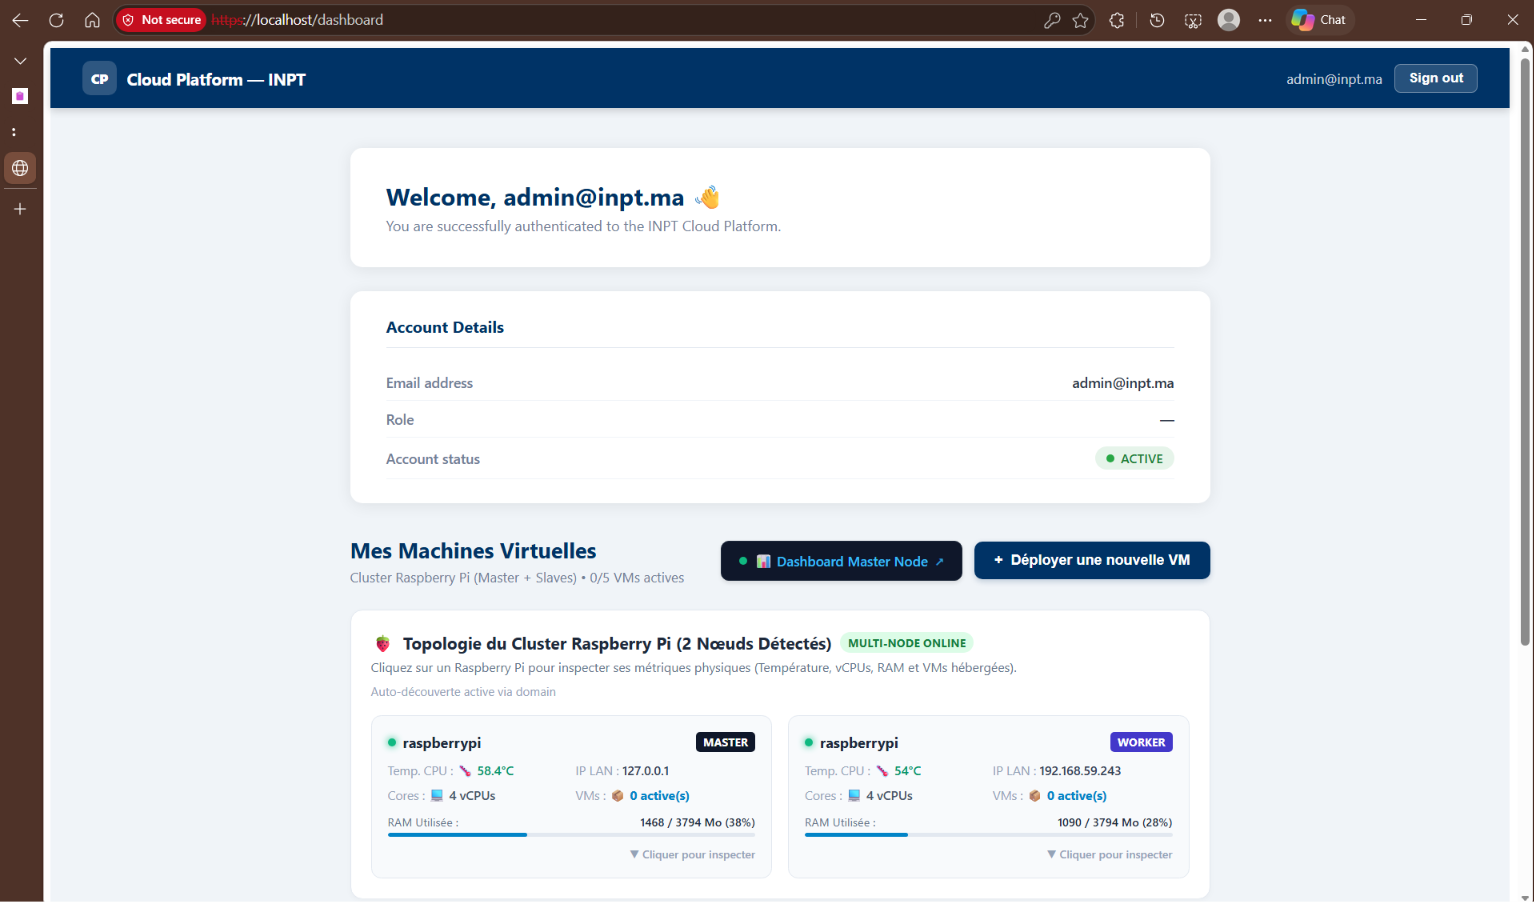 Not secure https://localhost/dashboard
Chat
CP Cloud Platform — INPT
admin@inpt.ma Sign out
Welcome, admin@inpt.ma 👋
You are successfully authenticated to the INPT Cloud Platform.
Account Details
Email address admin@inpt.ma
Role —
Account status ACTIVE
Mes Machines Virtuelles
Cluster Raspberry Pi (Master + Slaves) • 0/5 VMs actives
📊 Dashboard Master Node ↗
+ Déployer une nouvelle VM
Topologie du Cluster Raspberry Pi (2 Nœuds Détectés) MULTI-NODE ONLINE
Cliquez sur un Raspberry Pi pour inspecter ses métriques physiques (Température, vCPUs, RAM et VMs hébergées).
Auto-découverte active via domain
raspberrypi MASTER
Temp. CPU : 58.4°C IP LAN : 127.0.0.1
Cores : 4 vCPUs VMs : 0 active(s)
RAM Utilisée : 1468 / 3794 Mo (38%)
▼ Cliquer pour inspecter
raspberrypi WORKER
Temp. CPU : 54°C IP LAN : 192.168.59.243
Cores : 4 vCPUs VMs : 0 active(s)
RAM Utilisée : 1090 / 3794 Mo (28%)
▼ Cliquer pour inspecter